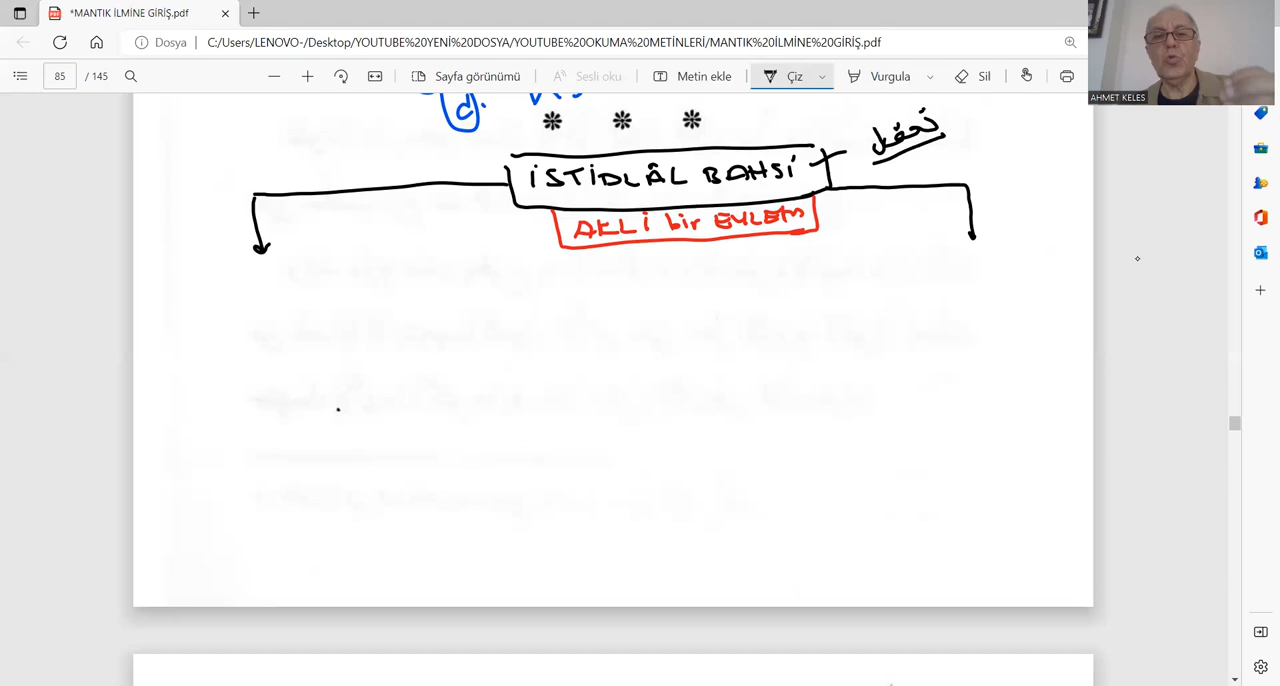 *MANTIK İLMİNE GİRİŞ.pdf
Dosya
C:/Users/LENOVO-/Desktop/YOUTUBE%20YENİ%20DOSYA/YOUTUBE%20OKUMA%20METİNLERİ/MANTIK%20İLMİNE%20GİRİŞ.pdf
85 / 145
Sayfa görünümü
Sesli oku
Metin ekle
Çiz
Vurgula
Sil
AHMET KELES
d.
İSTİDLÂL BAHSİ
AKLİ bir EYLEM